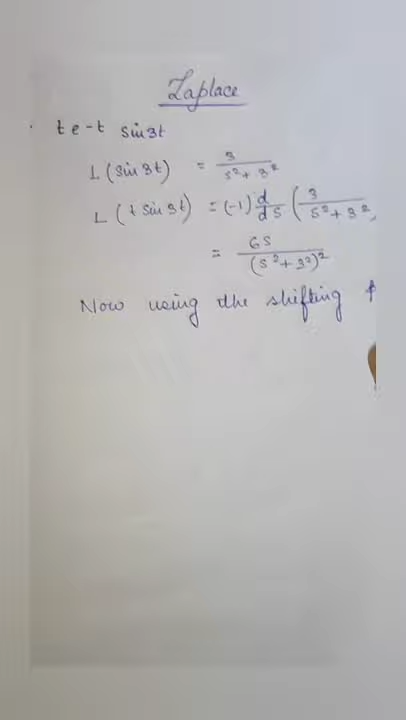 Laplace
t e-t sin3t
L (sin 3t) = 3/(s²+3²)
L (t sin 3t) = (-1) d/ds (3/(s²+3²)
= 6s/(s²+3²)²
Now using the shifting